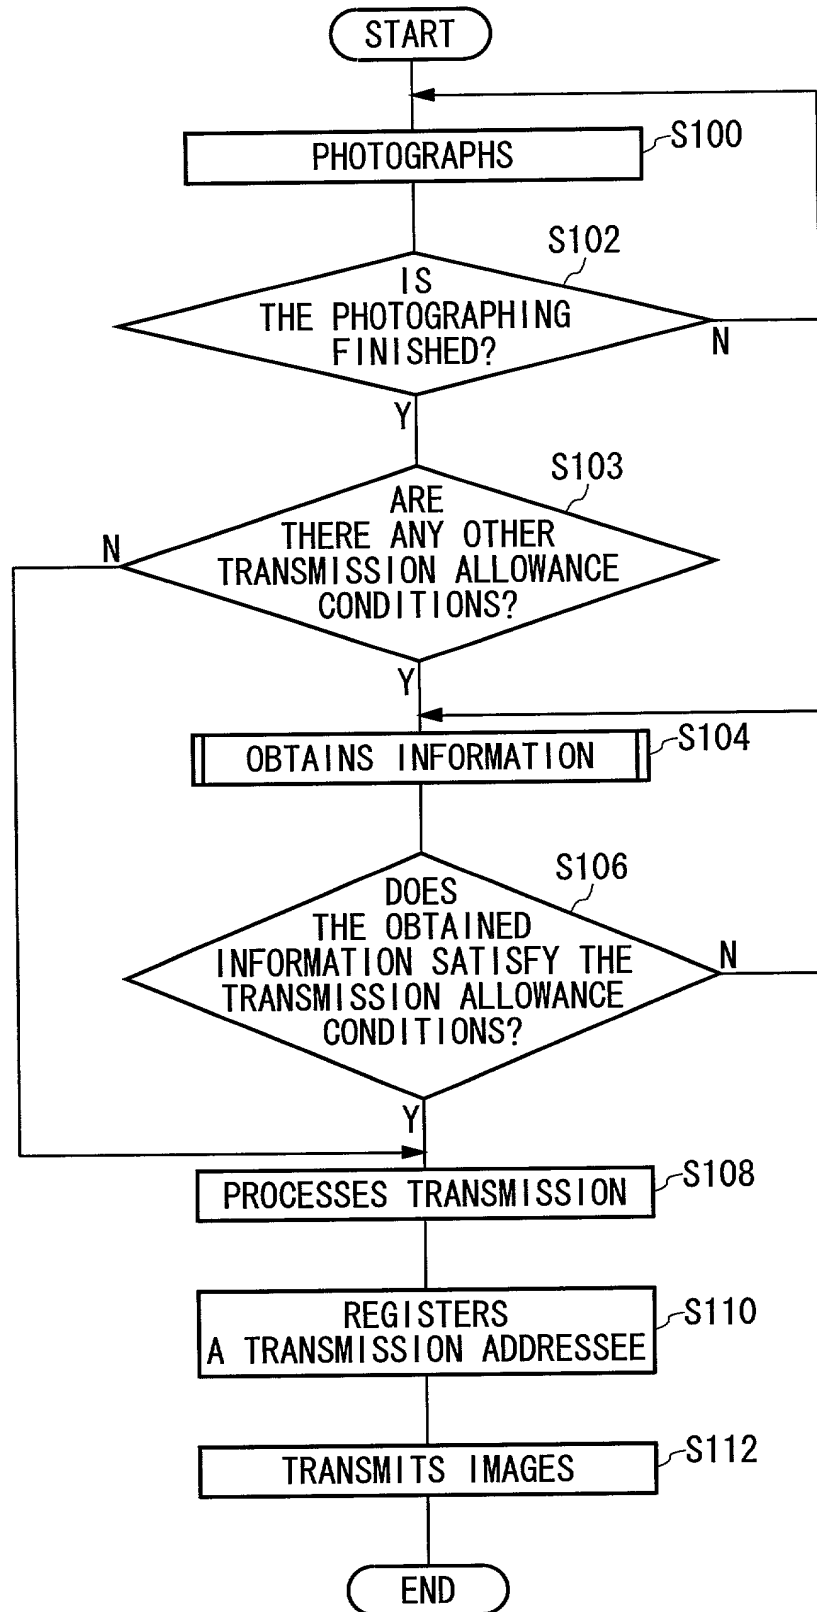 START
PHOTOGRAPHS
S100
S102
IS
THE PHOTOGRAPHING
FINISHED?
N
Y
S103
ARE
THERE ANY OTHER
TRANSMISSION ALLOWANCE
CONDITIONS?
N
Y
OBTAINS INFORMATION
S104
S106
DOES
THE OBTAINED
INFORMATION SATISFY THE
TRANSMISSION ALLOWANCE
CONDITIONS?
N
Y
PROCESSES TRANSMISSION
S108
REGISTERS
A TRANSMISSION ADDRESSEE
S110
TRANSMITS IMAGES
S112
END